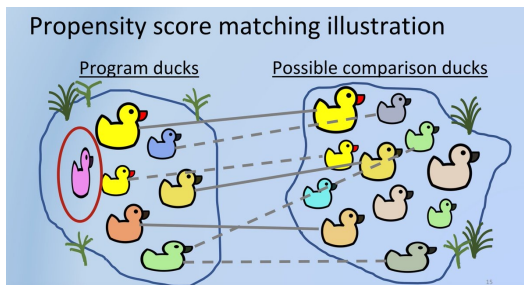 Propensity score matching illustration
Program ducks
Possible comparison ducks
15